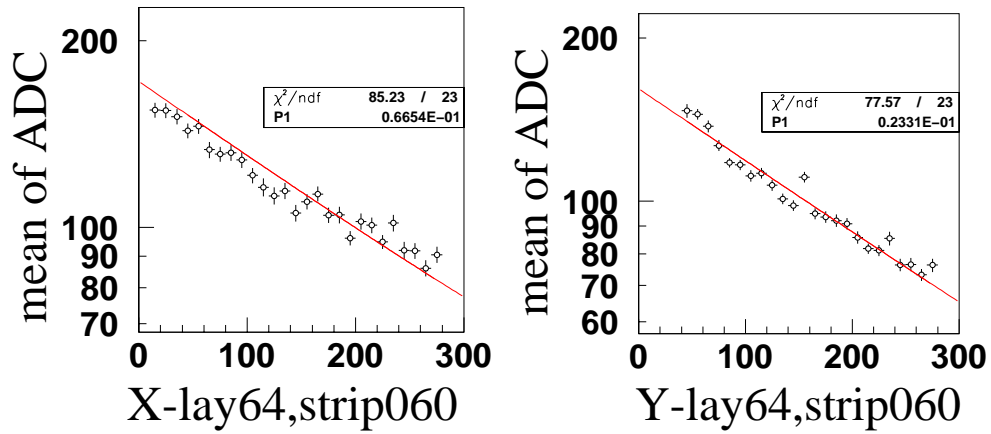 mean of ADC
200
100
90
80
70
χ²/ndf 85.23 / 23
P1 0.6654E−01
0 100 200 300
X-lay64,strip060
mean of ADC
200
100
90
80
70
60
χ²/ndf 77.57 / 23
P1 0.2331E−01
0 100 200 300
Y-lay64,strip060